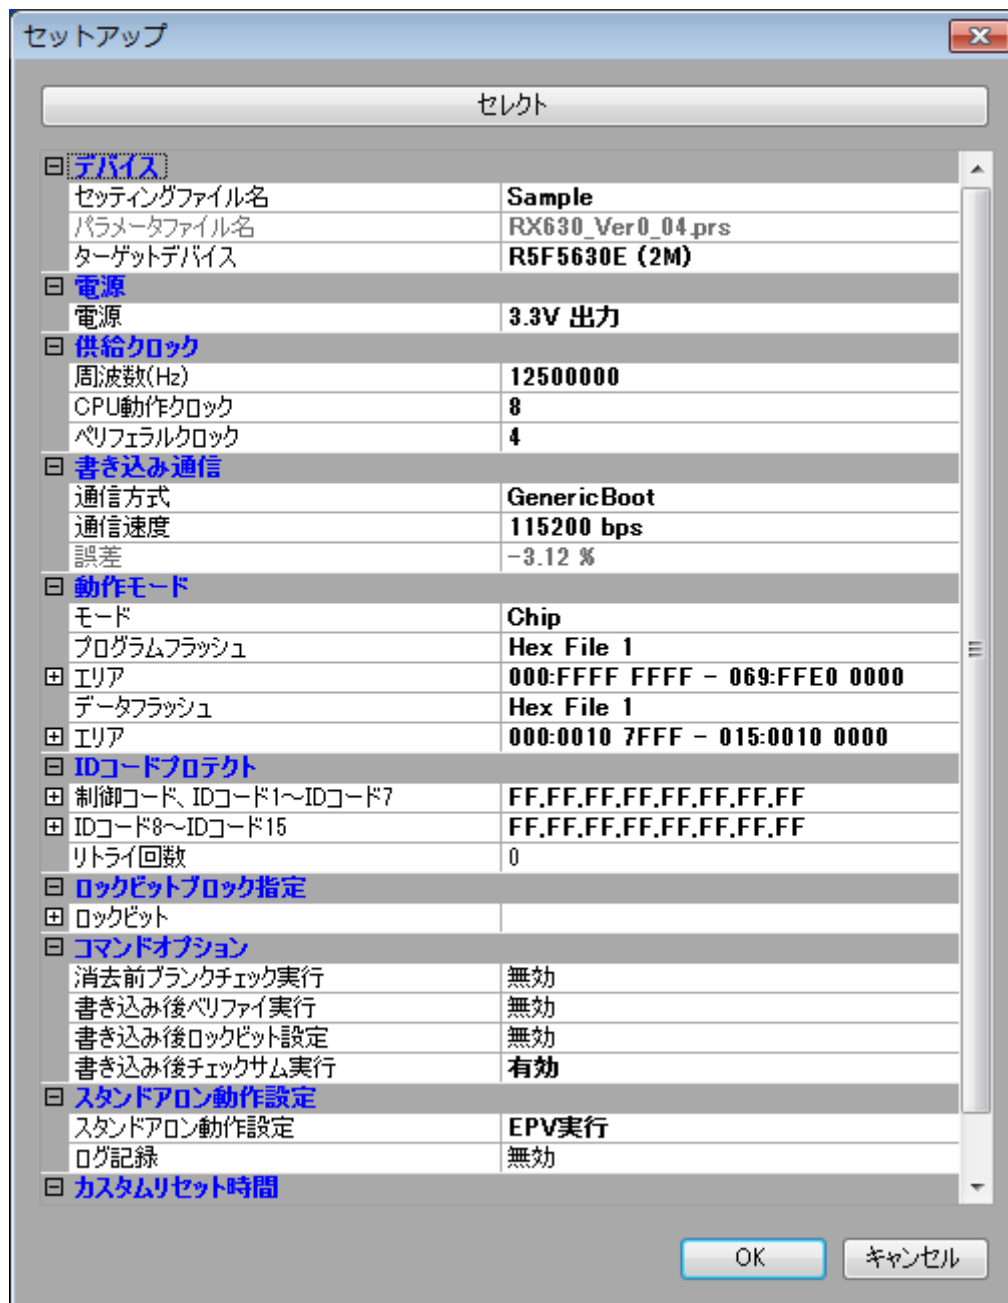 セットアップ
セレクト
デバイス
セッティングファイル名 Sample
パラメータファイル名 RX630_Ver0_04.prs
ターゲットデバイス R5F5630E (2M)
電源
電源 3.3V 出力
供給クロック
周波数(Hz) 12500000
CPU動作クロック 8
ペリフェラルクロック 4
書き込み通信
通信方式 GenericBoot
通信速度 115200 bps
誤差 -3.12 %
動作モード
モード Chip
プログラムフラッシュ Hex File 1
エリア 000:FFFF FFFF - 069:FFE0 0000
データフラッシュ Hex File 1
エリア 000:0010 7FFF - 015:0010 0000
IDコードプロテクト
制御コード、IDコード1～IDコード7 FF,FF,FF,FF,FF,FF,FF,FF
IDコード8～IDコード15 FF,FF,FF,FF,FF,FF,FF,FF
リトライ回数 0
ロックビットブロック指定
ロックビット
コマンドオプション
消去前ブランクチェック実行 無効
書き込み後ベリファイ実行 無効
書き込み後ロックビット設定 無効
書き込み後チェックサム実行 有効
スタンドアロン動作設定
スタンドアロン動作設定 EPV実行
ログ記録 無効
カスタムリセット時間
OK キャンセル